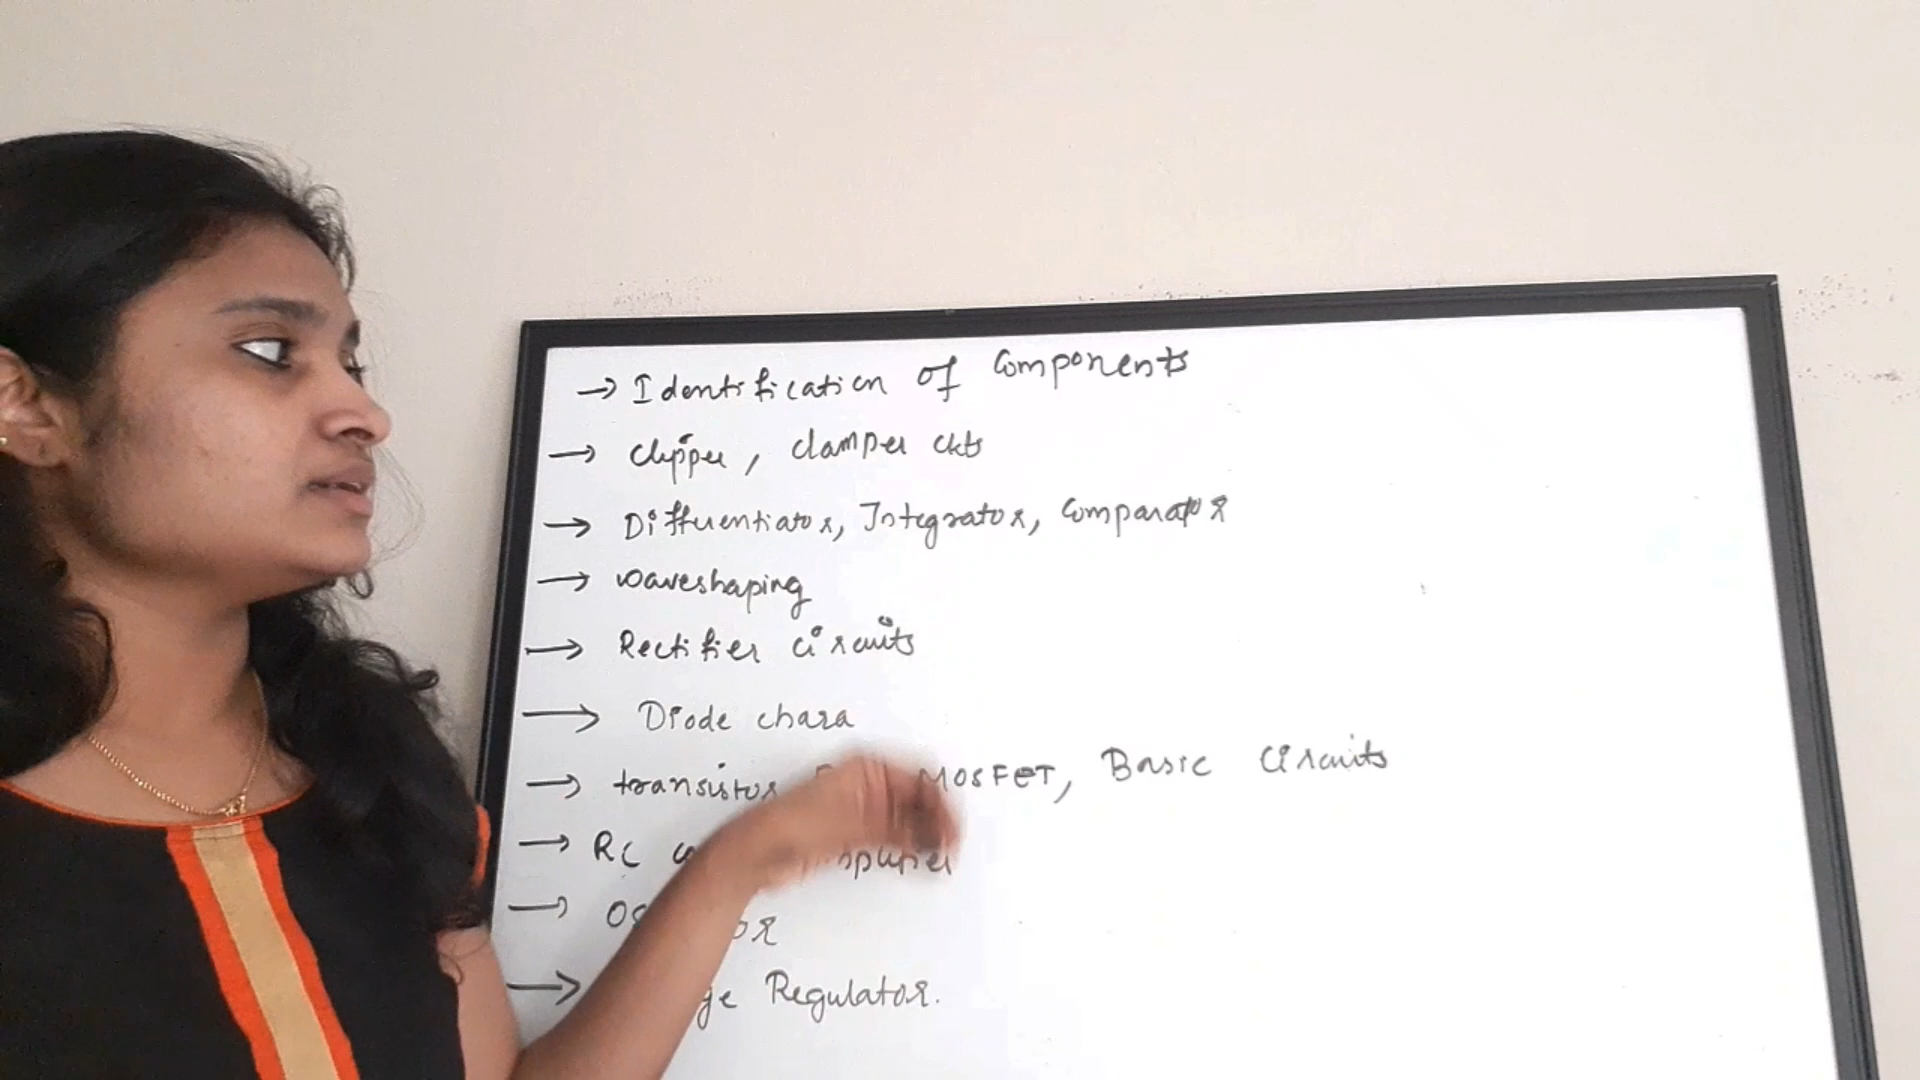 → Identification of Components
→ clipper, clamper ckts
→ Differentiator, Integrator, Comparator
→ waveshaping
→ Rectifier circuits
→ Diode chara
→ transistor MOSFET, Basic Circuits
→ RC
→
→ Regulator.